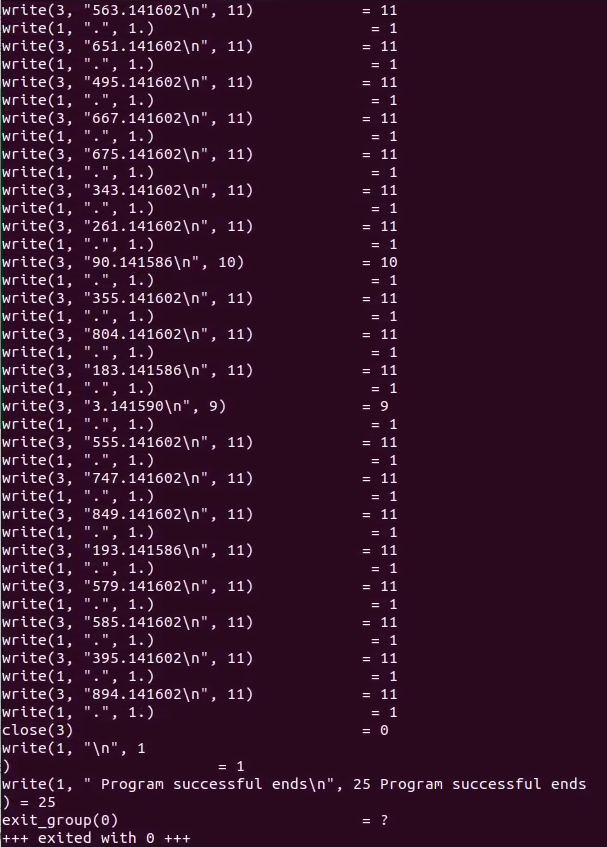 write(3, "563.141602\n", 11) = 11
write(1, ".", 1.) = 1
write(3, "651.141602\n", 11) = 11
write(1, ".", 1.) = 1
write(3, "495.141602\n", 11) = 11
write(1, ".", 1.) = 1
write(3, "667.141602\n", 11) = 11
write(1, ".", 1.) = 1
write(3, "675.141602\n", 11) = 11
write(1, ".", 1.) = 1
write(3, "343.141602\n", 11) = 11
write(1, ".", 1.) = 1
write(3, "261.141602\n", 11) = 11
write(1, ".", 1.) = 1
write(3, "90.141586\n", 10) = 10
write(1, ".", 1.) = 1
write(3, "355.141602\n", 11) = 11
write(1, ".", 1.) = 1
write(3, "804.141602\n", 11) = 11
write(1, ".", 1.) = 1
write(3, "183.141586\n", 11) = 11
write(1, ".", 1.) = 1
write(3, "3.141590\n", 9) = 9
write(1, ".", 1.) = 1
write(3, "555.141602\n", 11) = 11
write(1, ".", 1.) = 1
write(3, "747.141602\n", 11) = 11
write(1, ".", 1.) = 1
write(3, "849.141602\n", 11) = 11
write(1, ".", 1.) = 1
write(3, "193.141586\n", 11) = 11
write(1, ".", 1.) = 1
write(3, "579.141602\n", 11) = 11
write(1, ".", 1.) = 1
write(3, "585.141602\n", 11) = 11
write(1, ".", 1.) = 1
write(3, "395.141602\n", 11) = 11
write(1, ".", 1.) = 1
write(3, "894.141602\n", 11) = 11
write(1, ".", 1.) = 1
close(3) = 0
write(1, "\n", 1
) = 1
write(1, " Program successful ends\n", 25 Program successful ends
) = 25
exit_group(0) = ?
+++ exited with 0 +++